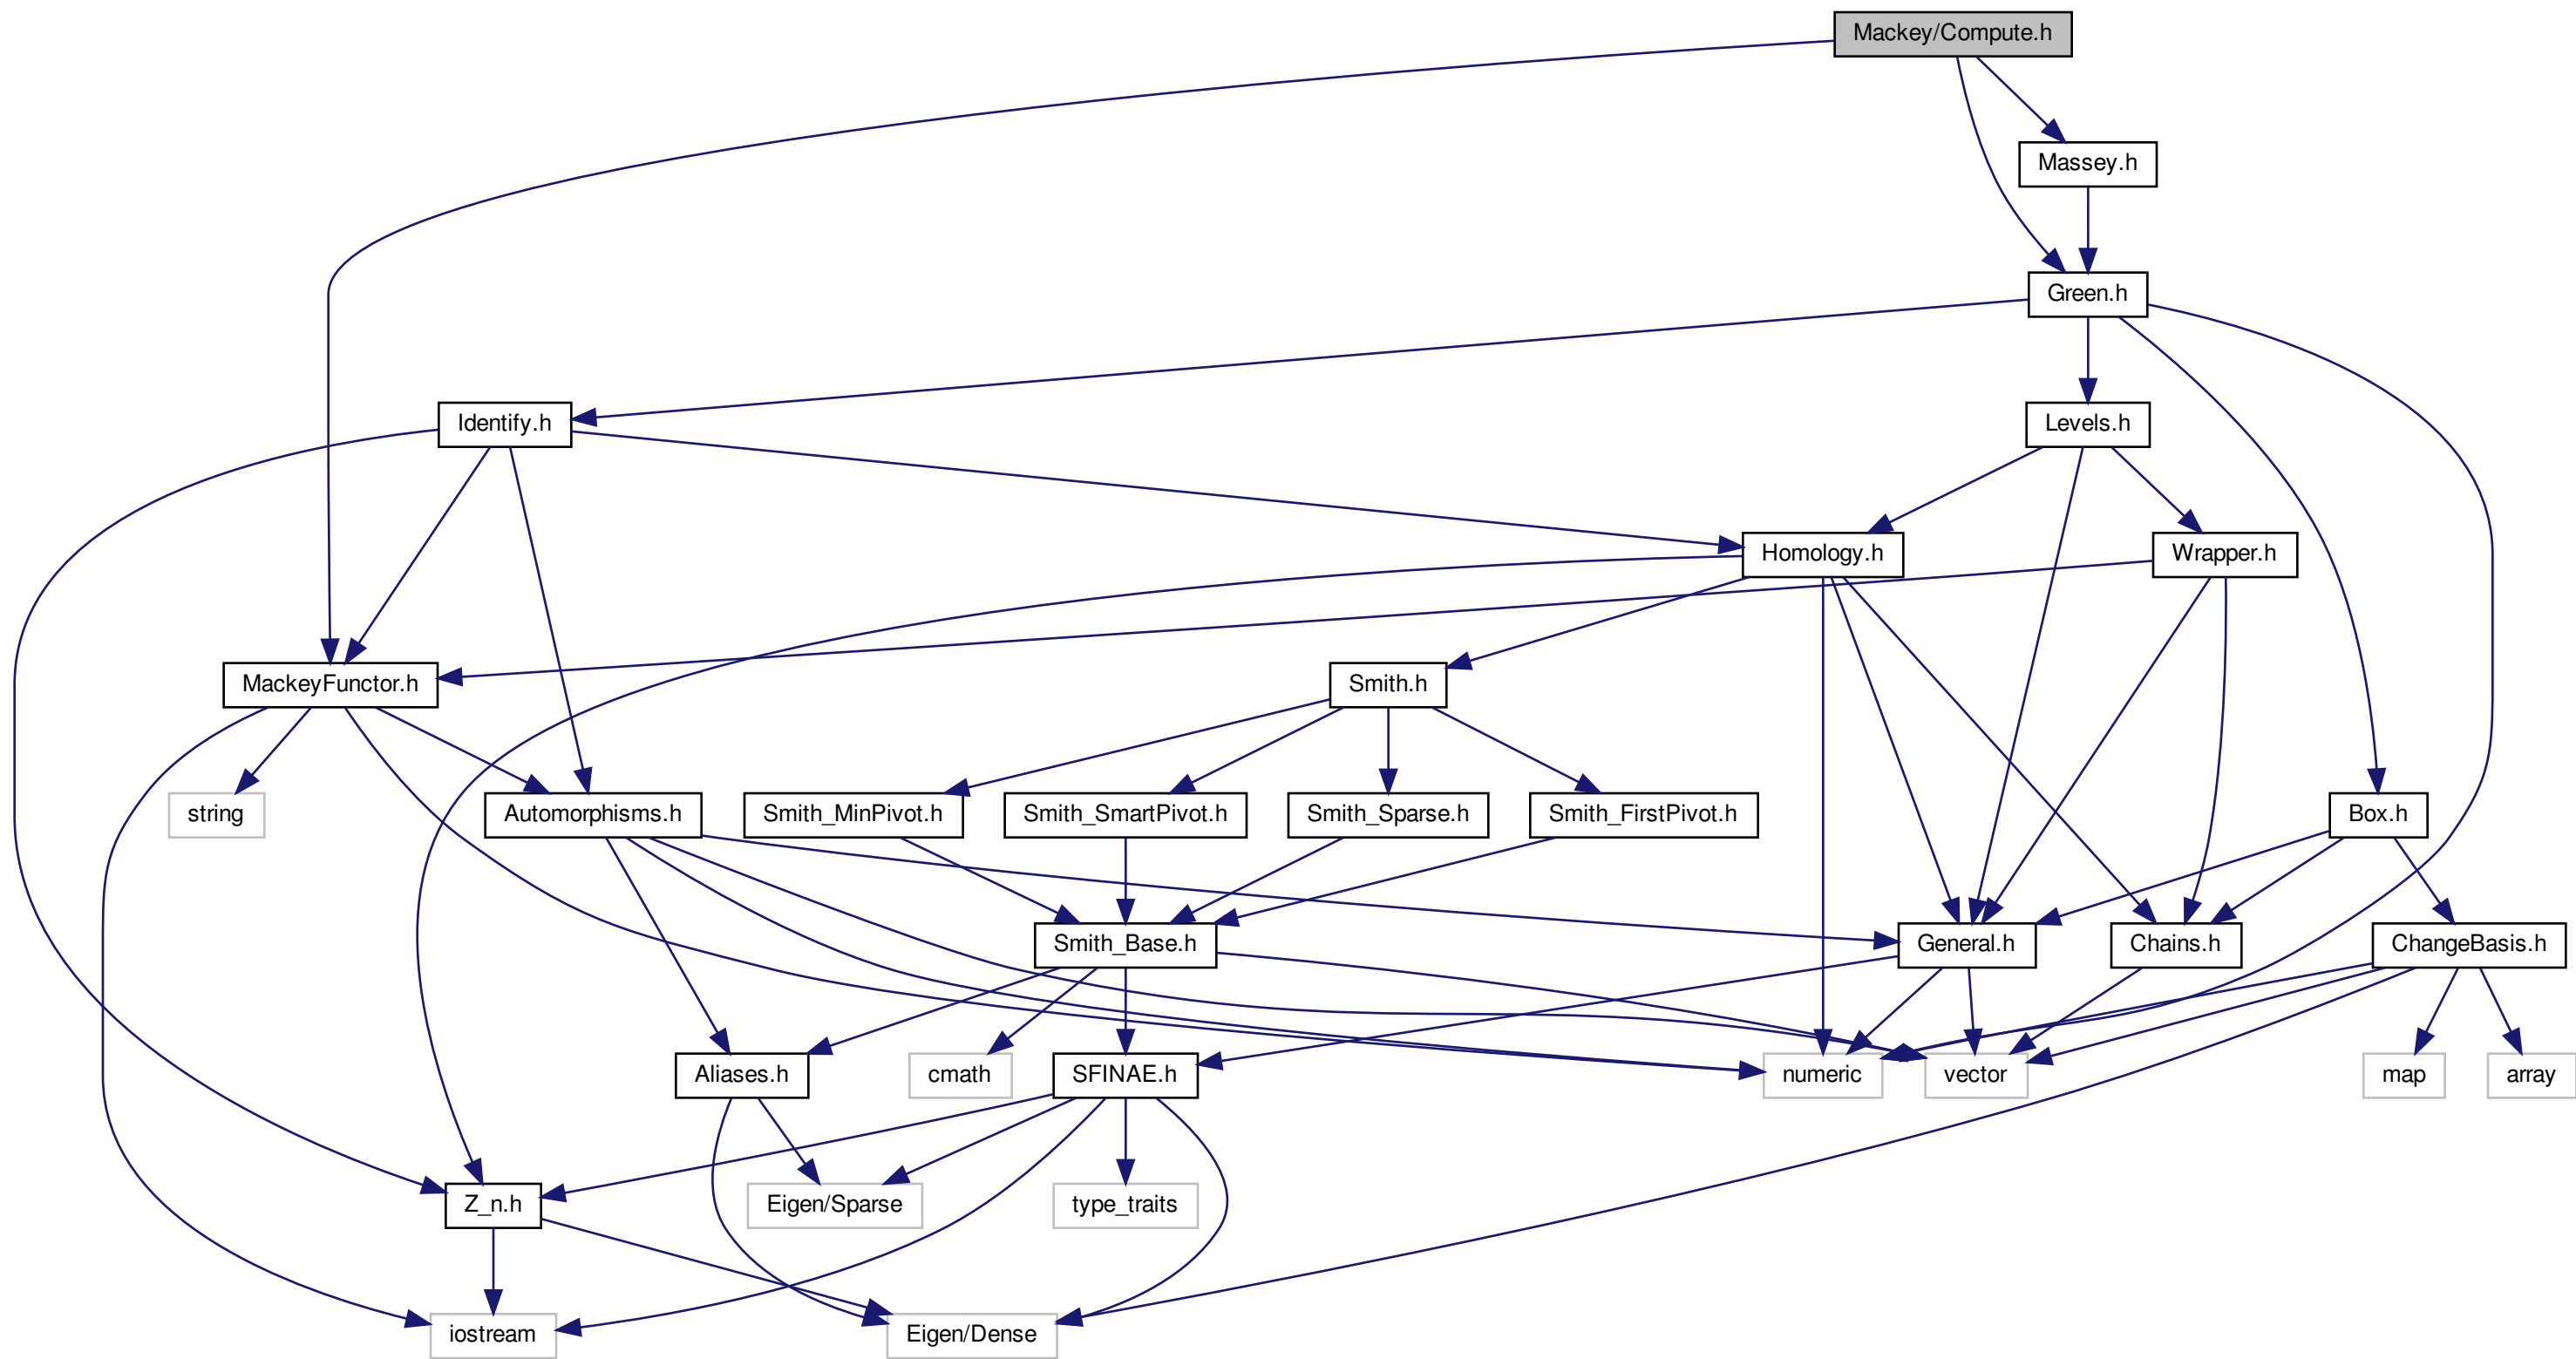 Mackey/Compute.h
Massey.h
Green.h
Identify.h
Levels.h
Homology.h
Wrapper.h
MackeyFunctor.h
Smith.h
string
Automorphisms.h
Smith_MinPivot.h
Smith_SmartPivot.h
Smith_Sparse.h
Smith_FirstPivot.h
Box.h
Smith_Base.h
General.h
Chains.h
ChangeBasis.h
Aliases.h
cmath
SFINAE.h
numeric
vector
map
array
Z_n.h
Eigen/Sparse
type_traits
iostream
Eigen/Dense